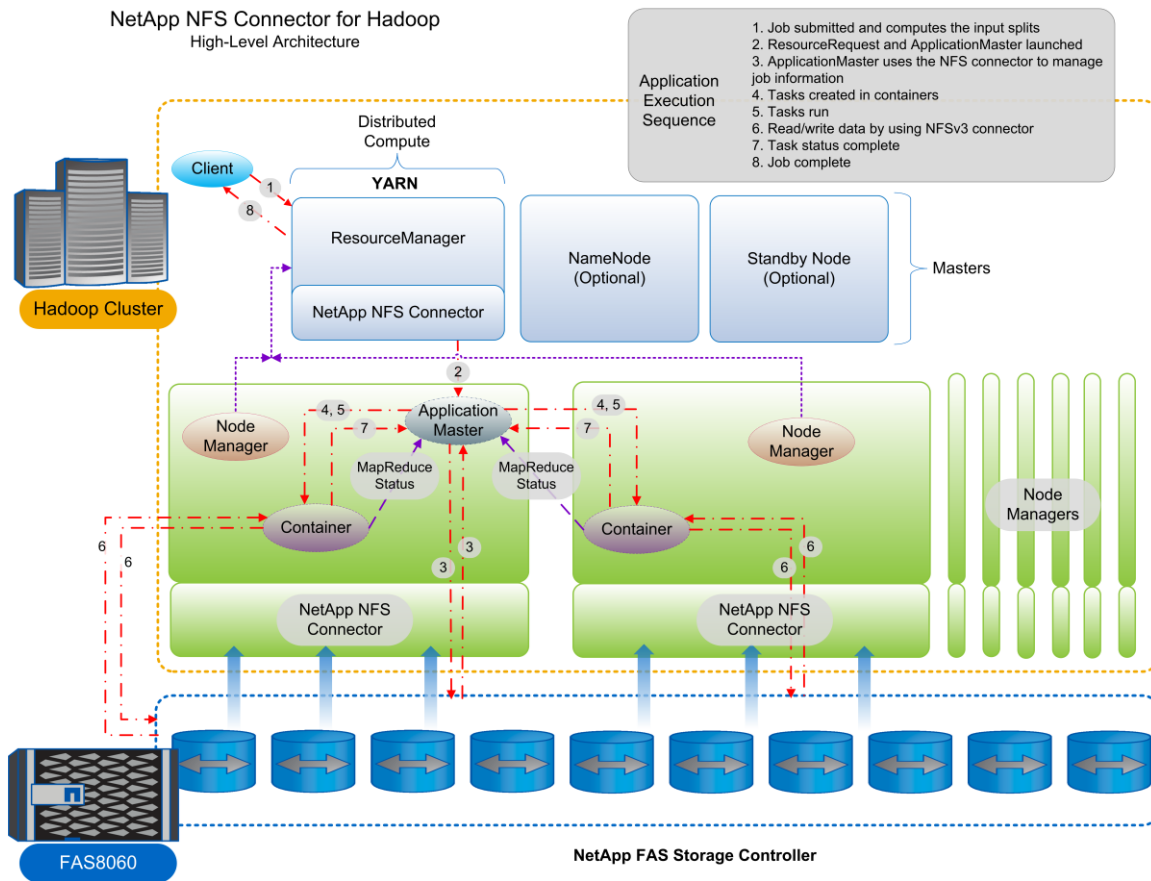 NetApp NFS Connector for Hadoop
High-Level Architecture
Application
Execution
Sequence
1. Job submitted and computes the input splits
2. ResourceRequest and ApplicationMaster launched
3. ApplicationMaster uses the NFS connector to manage
job information
4. Tasks created in containers
5. Tasks run
6. Read/write data by using NFSv3 connector
7. Task status complete
8. Job complete
Distributed
Compute
YARN
Client
1
8
ResourceManager
NetApp NFS Connector
NameNode
(Optional)
Standby Node
(Optional)
Masters
Hadoop Cluster
2
Node
Manager
4, 5
7
Application
Master
4, 5
7
Node
Manager
MapReduce
Status
MapReduce
Status
Container
Container
Node
Managers
6
6
3
3
6
6
NetApp NFS
Connector
NetApp NFS
Connector
FAS8060
NetApp FAS Storage Controller